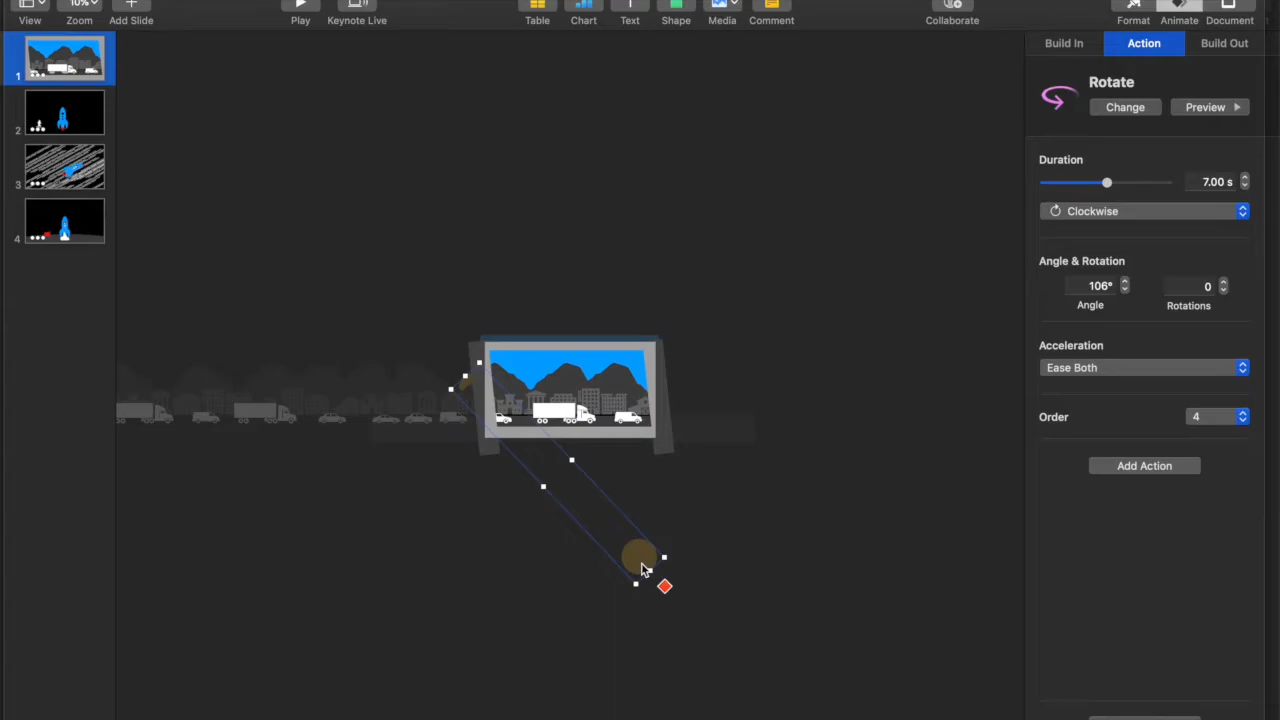 10%
View
Zoom
Add Slide
Play
Keynote Live
Table
Chart
Text
Shape
Media
Comment
Collaborate
Format
Animate
Document
Build In
Action
Build Out
Rotate
Change
Preview
Duration
7.00 s
Clockwise
Angle & Rotation
106°
0
Angle
Rotations
Acceleration
Ease Both
Order
4
Add Action
1
2
3
4